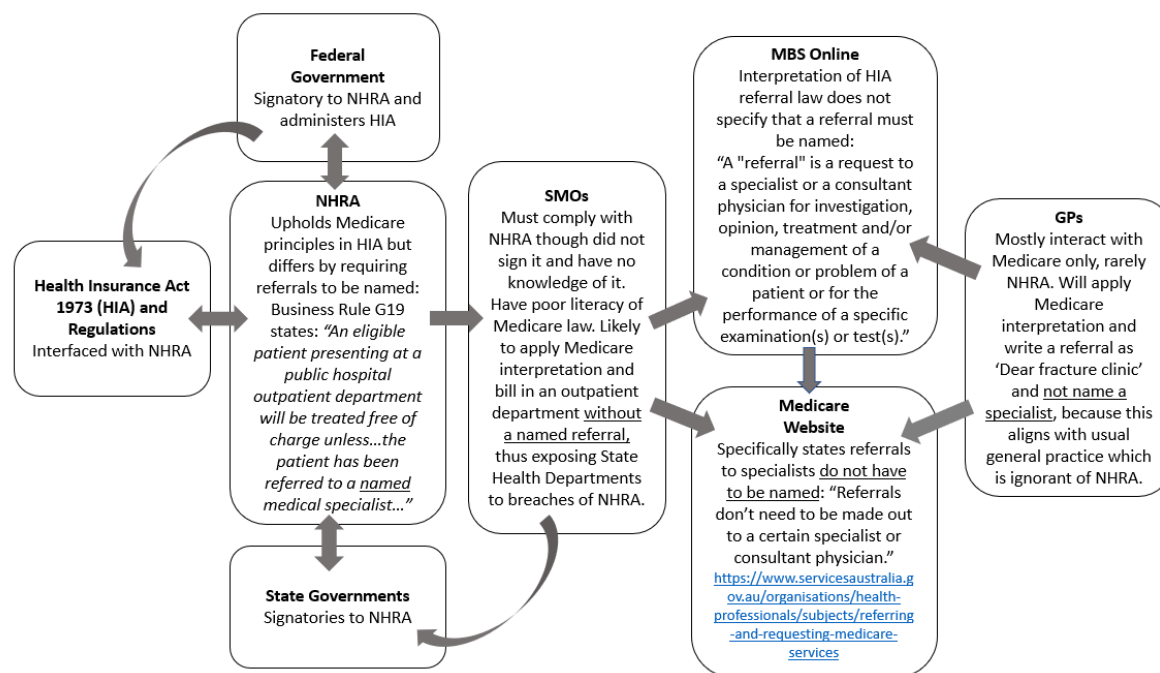 Federal
Government
Signatory to NHRA and
administers HIA
NHRA
Upholds Medicare
principles in HIA but
differs by requiring
referrals to be named:
Business Rule G19
states: “An eligible
patient presenting at a
public hospital
outpatient department
will be treated free of
charge unless...the
patient has been
referred to a named
medical specialist...”
Health Insurance Act
1973 (HIA) and
Regulations
Interfaced with NHRA
State Governments
Signatories to NHRA
SMOs
Must comply with
NHRA though did not
sign it and have no
knowledge of it.
Have poor literacy of
Medicare law. Likely
to apply Medicare
interpretation and
bill in an outpatient
department without
a named referral,
thus exposing State
Health Departments
to breaches of NHRA.
MBS Online
Interpretation of HIA
referral law does not
specify that a referral must
be named:
“A "referral" is a request to
a specialist or a consultant
physician for investigation,
opinion, treatment and/or
management of a
condition or problem of a
patient or for the
performance of a specific
examination(s) or test(s).”
Medicare
Website
Specifically states referrals
to specialists do not have
to be named: “Referrals
don’t need to be made out
to a certain specialist or
consultant physician.”
https://www.servicesaustralia.g
ov.au/organisations/health-
professionals/subjects/referring
-and-requesting-medicare-
services
GPs
Mostly interact with
Medicare only, rarely
NHRA. Will apply
Medicare
interpretation and
write a referral as
‘Dear fracture clinic’
and not name a
specialist, because this
aligns with usual
general practice which
is ignorant of NHRA.